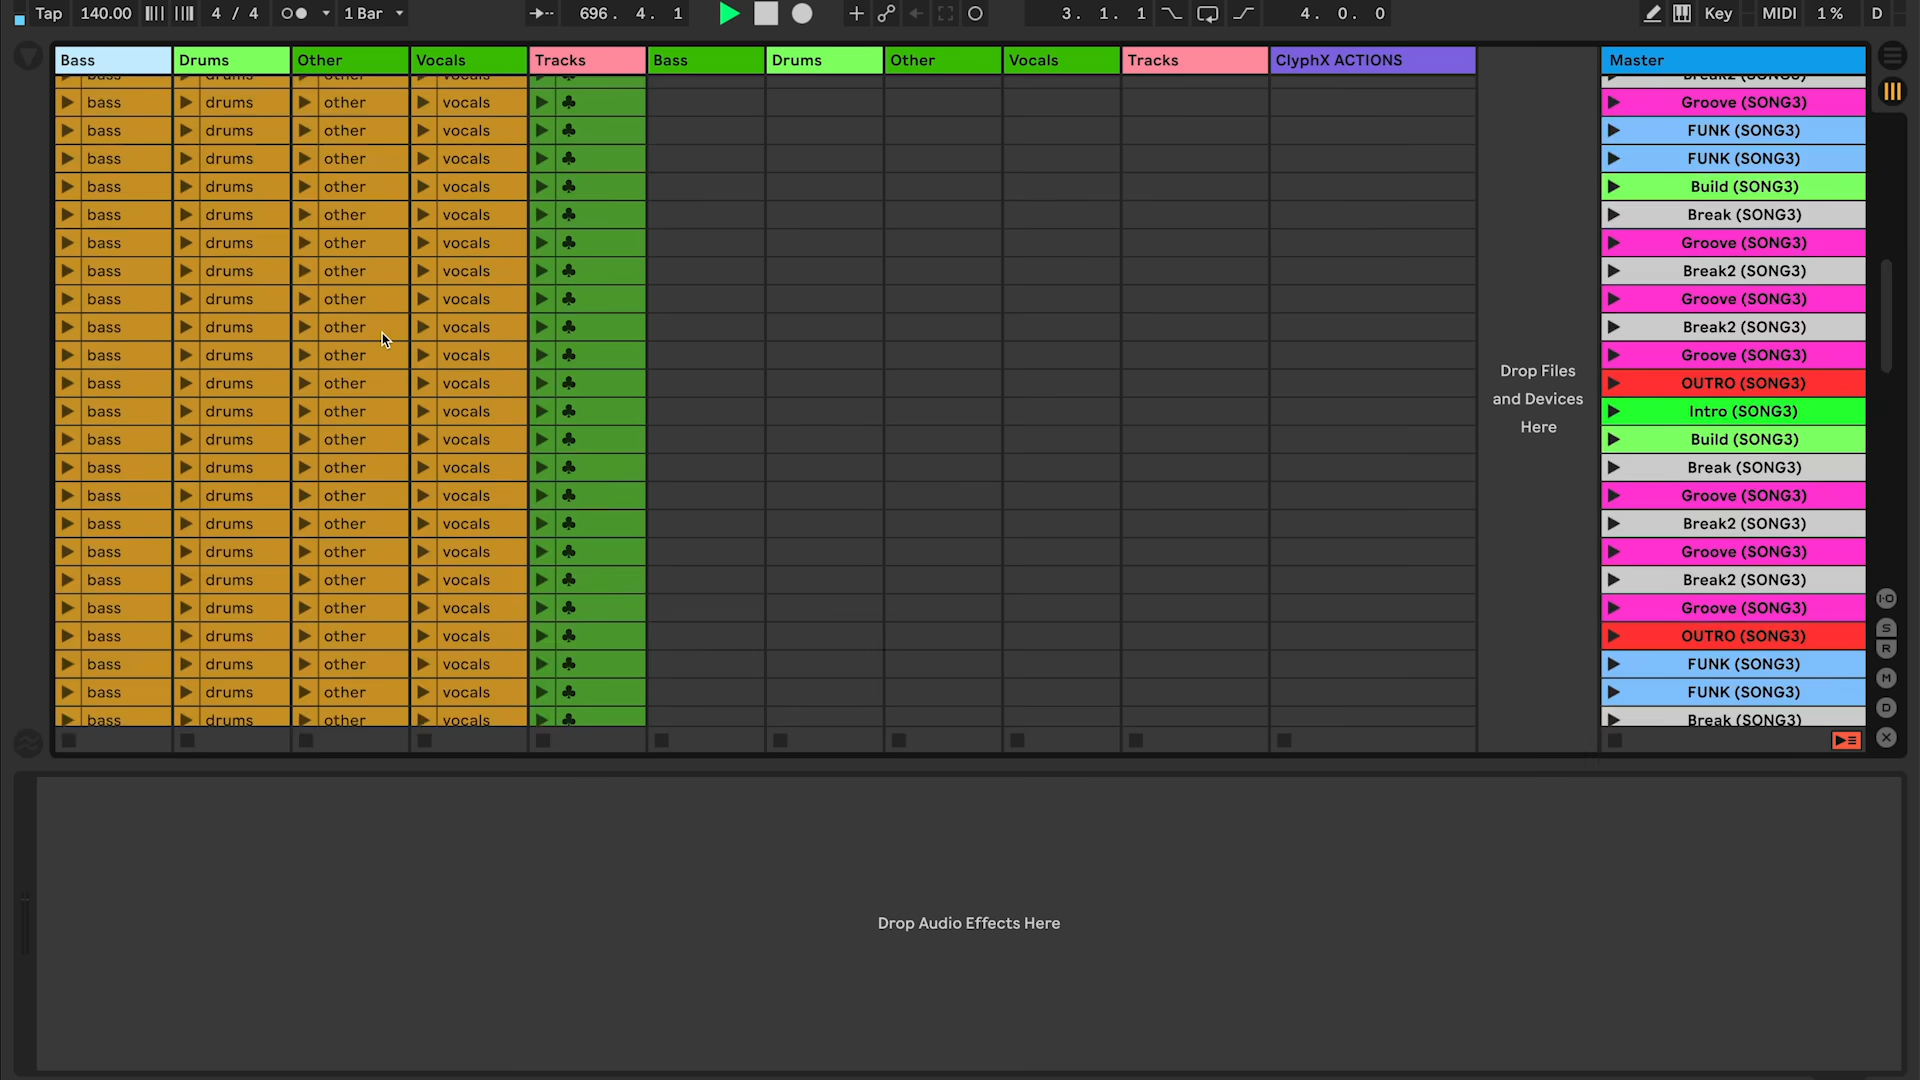 Tap 140.00 4 / 4 1 Bar 696. 4. 1 3. 1. 1 4. 0. 0 Key MIDI 1 % D
Bass Drums Other Vocals Tracks Bass Drums Other Vocals Tracks ClyphX ACTIONS Master
bass drums other vocals Break2 (SONG3)
bass drums other vocals Groove (SONG3)
bass drums other vocals FUNK (SONG3)
bass drums other vocals FUNK (SONG3)
bass drums other vocals Build (SONG3)
bass drums other vocals Break (SONG3)
bass drums other vocals Groove (SONG3)
bass drums other vocals Break2 (SONG3)
bass drums other vocals Groove (SONG3)
bass drums other vocals Break2 (SONG3)
bass drums other vocals Groove (SONG3)
bass drums other vocals OUTRO (SONG3)
bass drums other vocals Intro (SONG3)
bass drums other vocals Build (SONG3)
bass drums other vocals Break (SONG3)
bass drums other vocals Groove (SONG3)
bass drums other vocals Break2 (SONG3)
bass drums other vocals Groove (SONG3)
bass drums other vocals Break2 (SONG3)
bass drums other vocals Groove (SONG3)
bass drums other vocals OUTRO (SONG3)
bass drums other vocals FUNK (SONG3)
bass drums other vocals FUNK (SONG3)
bass drums other vocals Break (SONG3)
Drop Files
and Devices
Here
I·O
S
R
M
D
Drop Audio Effects Here